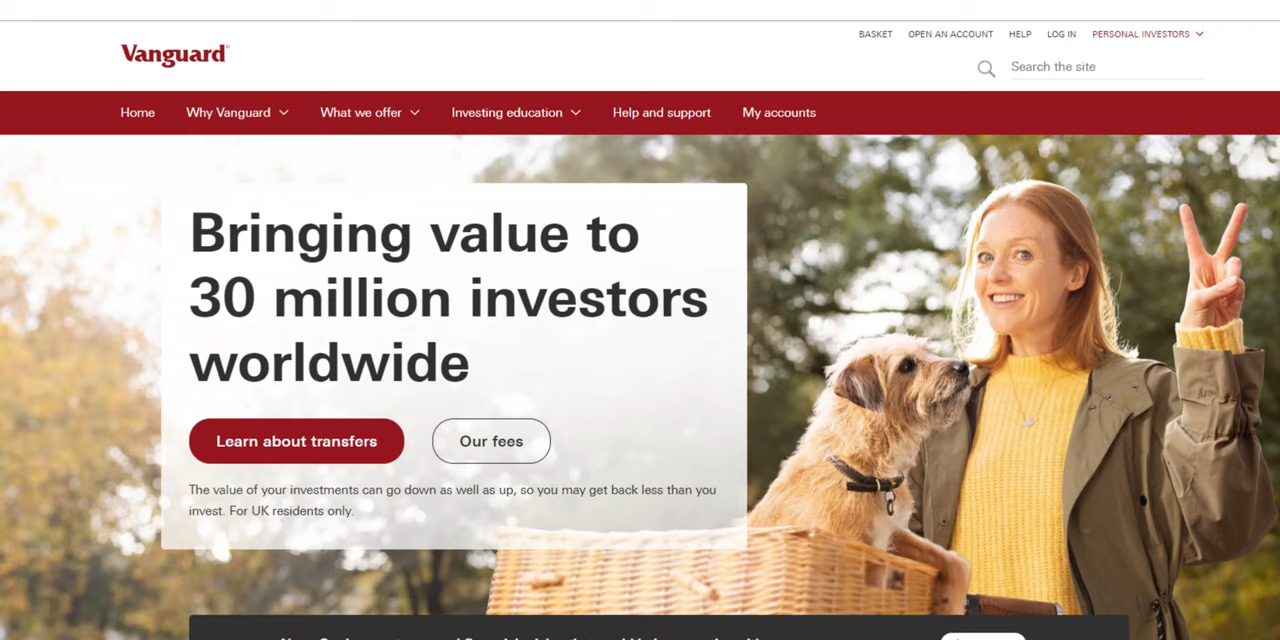 BASKET OPEN AN ACCOUNT HELP LOG IN PERSONAL INVESTORS
Vanguard
Search the site
Home Why Vanguard What we offer Investing education Help and support My accounts
Bringing value to
30 million investors
worldwide
Learn about transfers Our fees
The value of your investments can go down as well as up, so you may get back less than you
invest. For UK residents only.